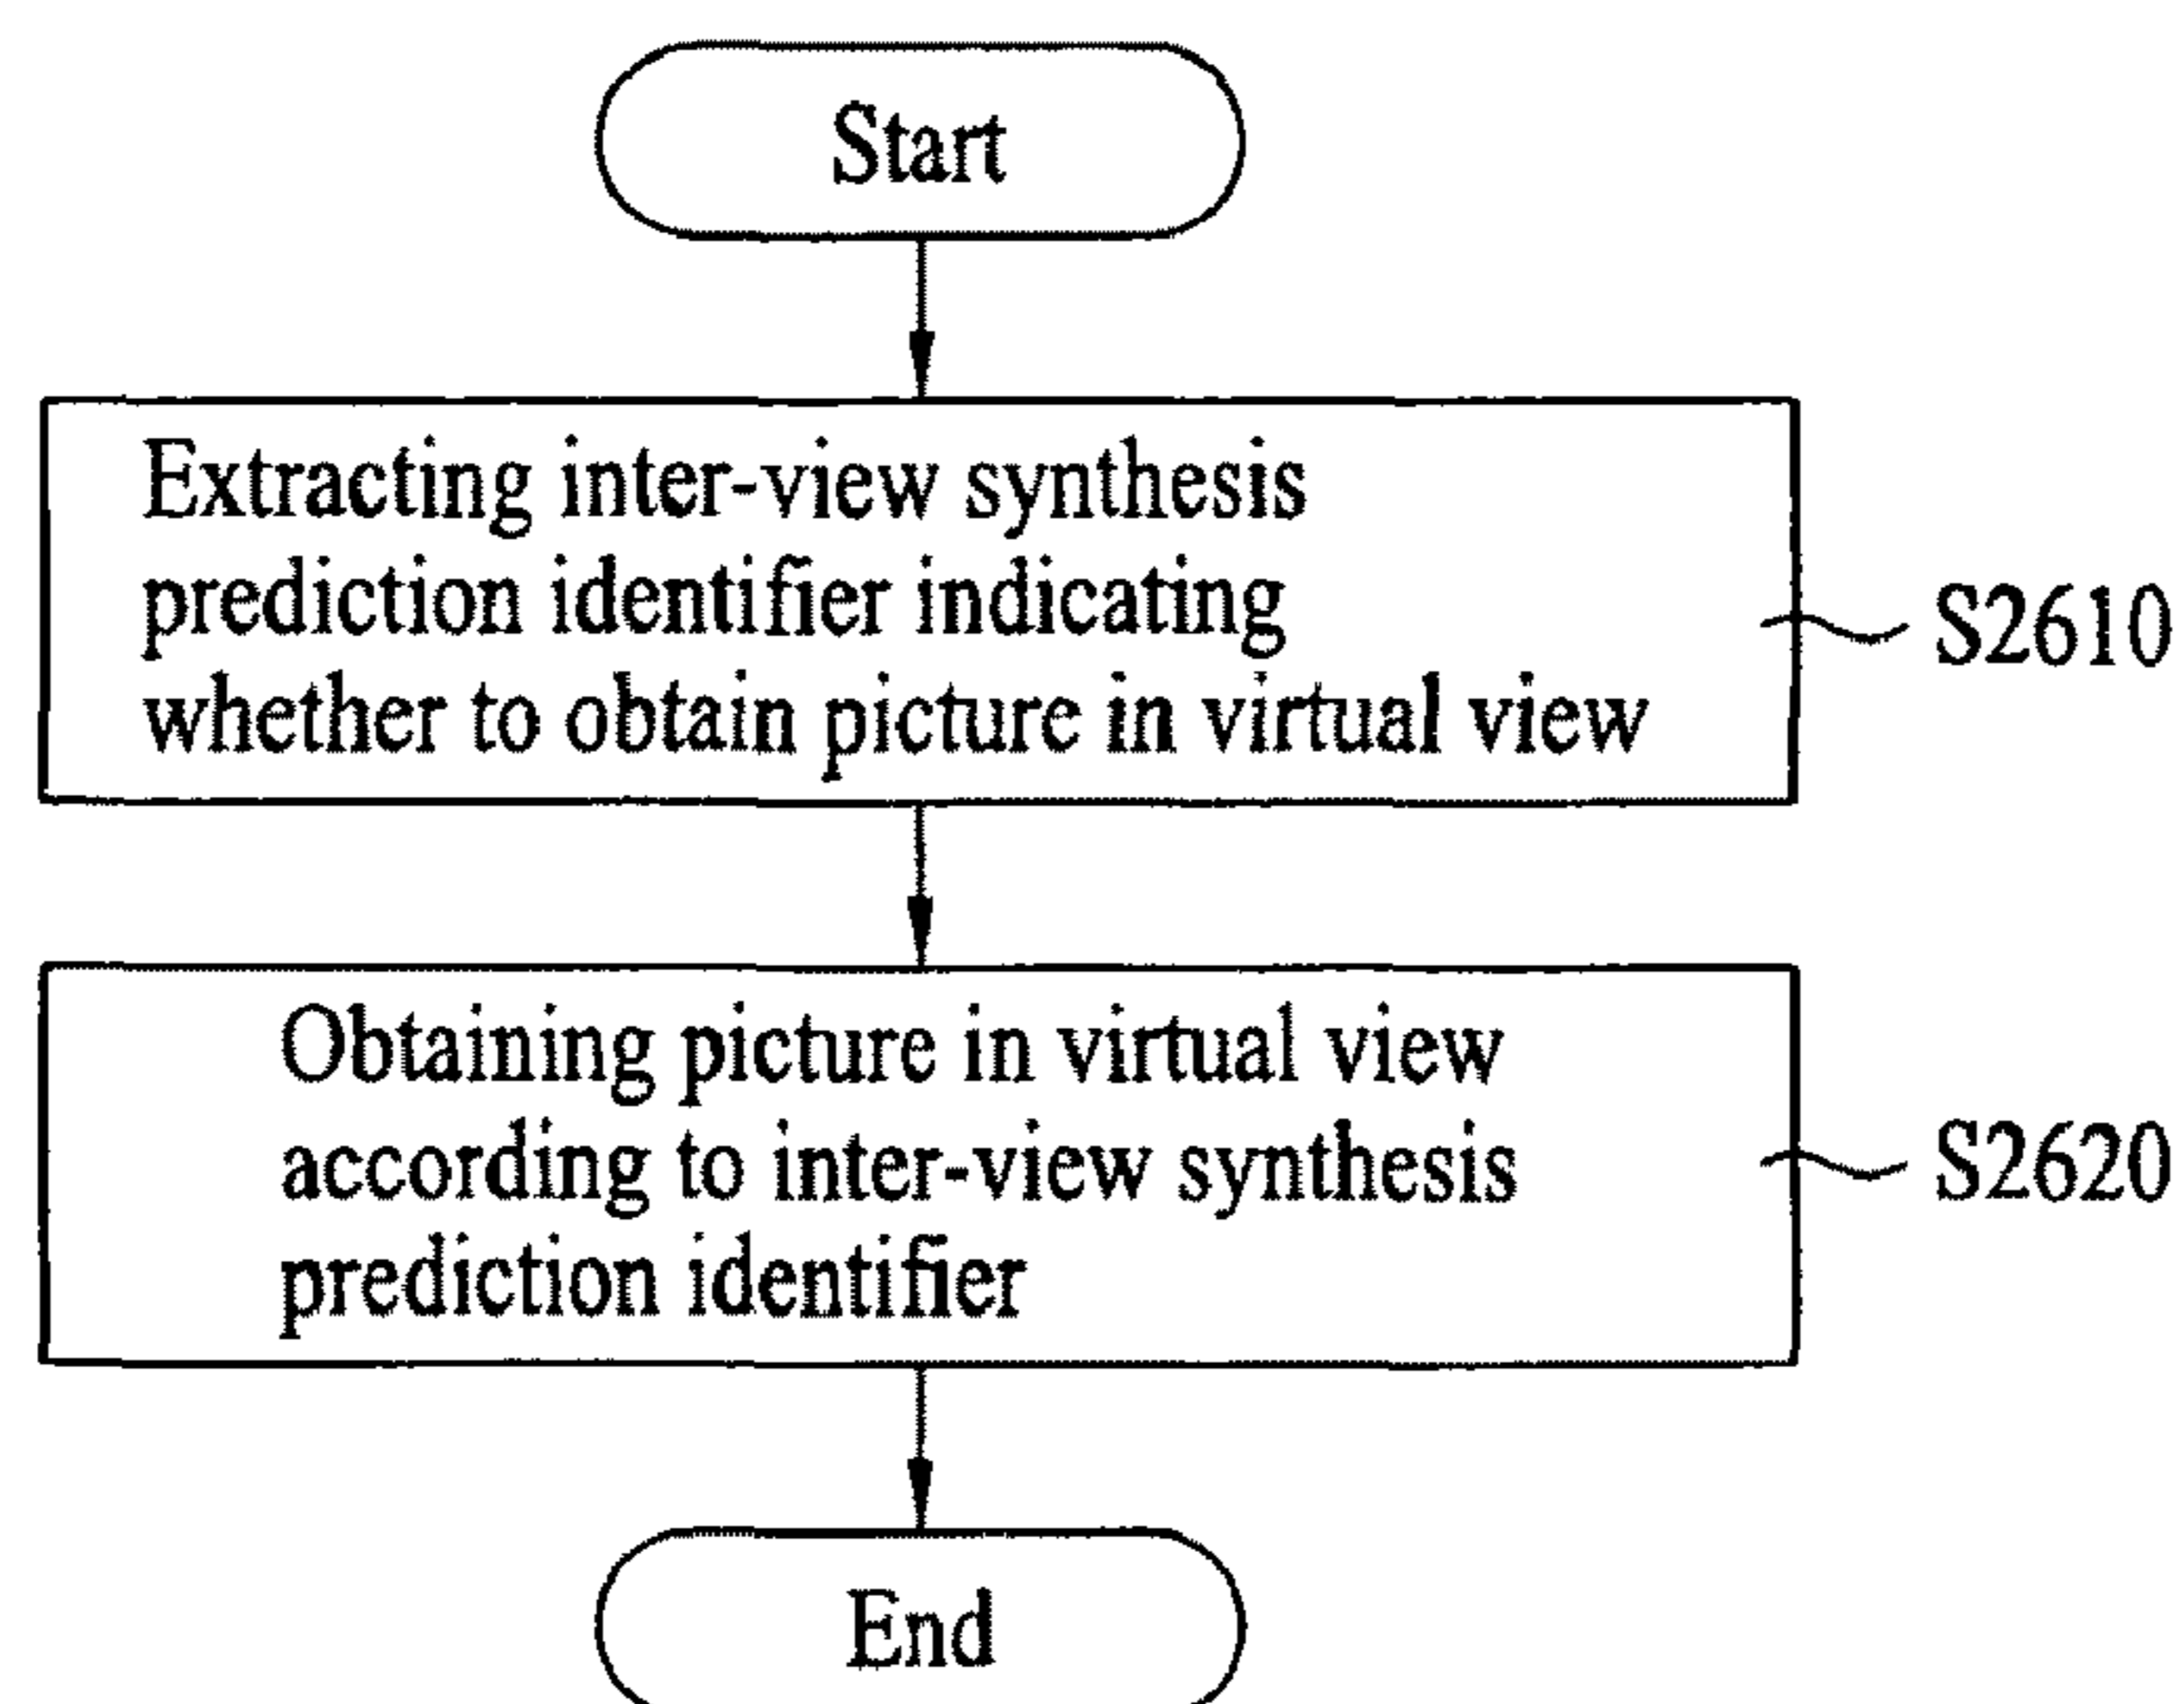 Start
Extracting inter-view synthesis
prediction identifier indicating
whether to obtain picture in virtual view
S2610
Obtaining picture in virtual view
according to inter-view synthesis
prediction identifier
S2620
End